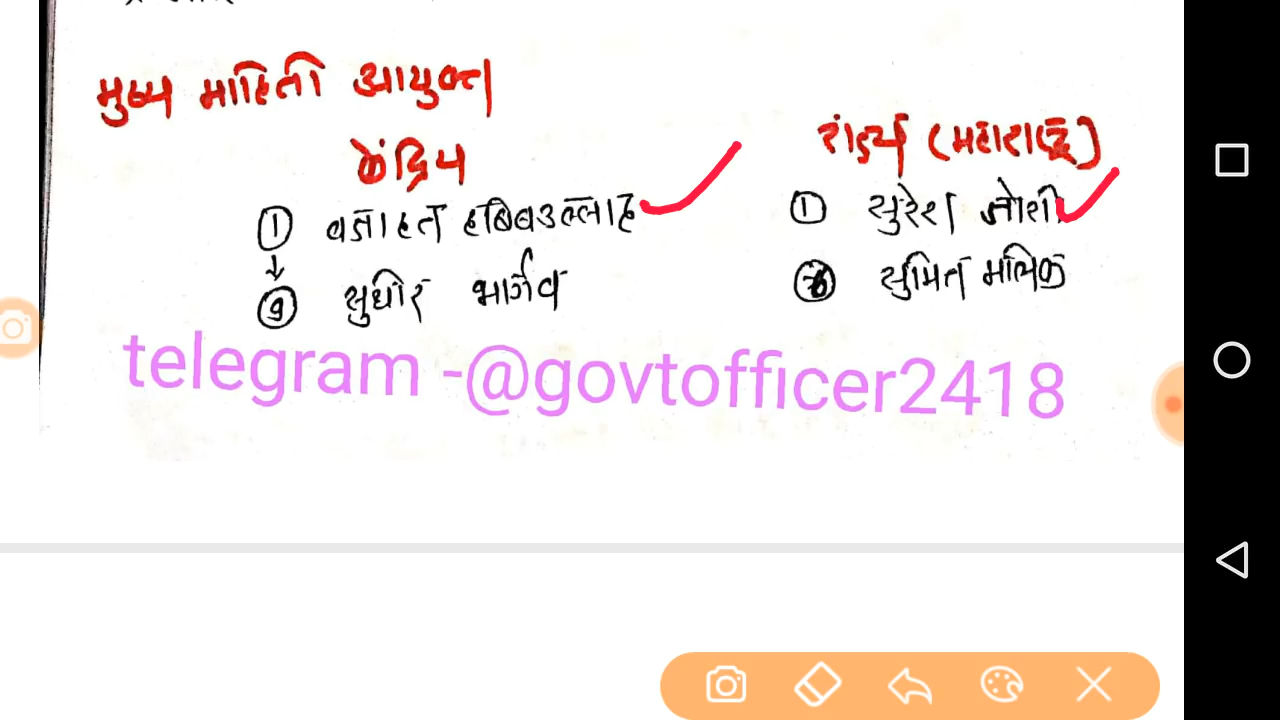 मुख्य माहिती आयुक्त
केंद्रिय
राज्य (महाराष्ट्र)
① वजाहत हबिबउल्लाह
① सुरेश जोशी
↓
⑨ सुधीर भार्गव
सुमित मलिक
telegram -@govtofficer2418